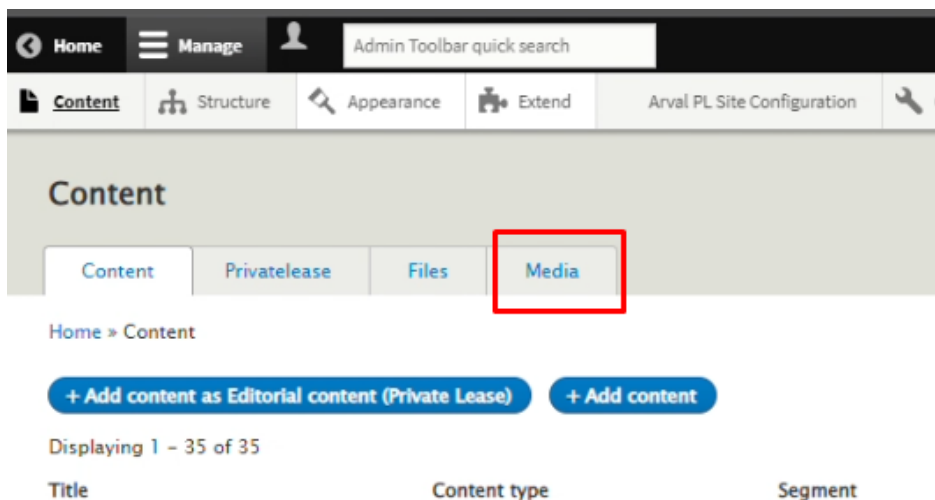 Home Manage Admin Toolbar quick search
Content Structure Appearance Extend Arval PL Site Configuration
Content
Content Privatelease Files Media
Home » Content
+ Add content as Editorial content (Private Lease) + Add content
Displaying 1 – 35 of 35
Title Content type Segment